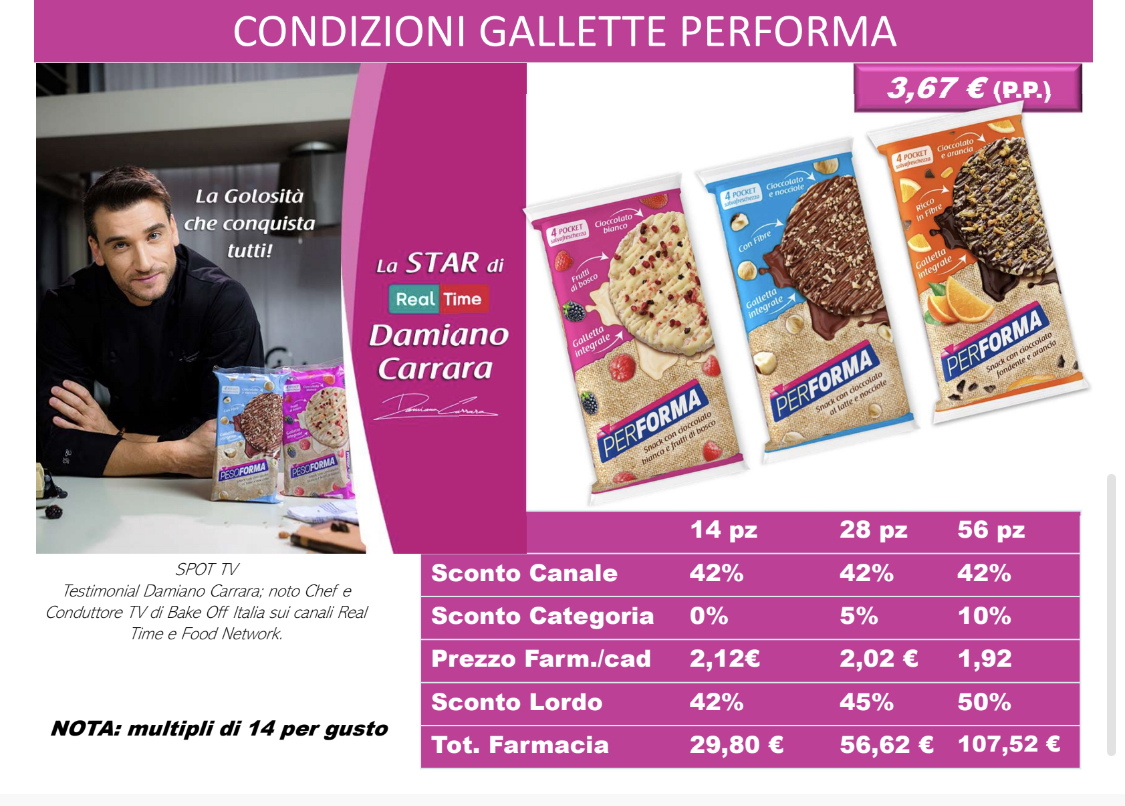 CONDIZIONI GALLETTE PERFORMA
3,67 € (P.P.)
La Golosità
che conquista
tutti!
La STAR di
Real Time
Damiano
Carrara
Damiano Carrara
PESOFORMA
PESOFORMA
4 POCKET
salvafreschezza
Cioccolato
bianco
Frutti
di bosco
Galletta
integrale
PERFORMA
Snack con cioccolato
bianco e frutti di bosco
4 POCKET
salvafreschezza
Cioccolato
e nocciole
Con Fibre
Galletta
integrale
PERFORMA
Snack con cioccolato
al latte e nocciole
4 POCKET
salvafreschezza
Cioccolato
e arancia
Ricco
in Fibre
Galletta
integrale
PERFORMA
Snack con cioccolato
fondente e arancia
SPOT TV
Testimonial Damiano Carrara; noto Chef e
Conduttore TV di Bake Off Italia sui canali Real
Time e Food Network.
NOTA: multipli di 14 per gusto
14 pz 28 pz 56 pz
Sconto Canale 42% 42% 42%
Sconto Categoria 0% 5% 10%
Prezzo Farm./cad 2,12€ 2,02 € 1,92
Sconto Lordo 42% 45% 50%
Tot. Farmacia 29,80 € 56,62 € 107,52 €